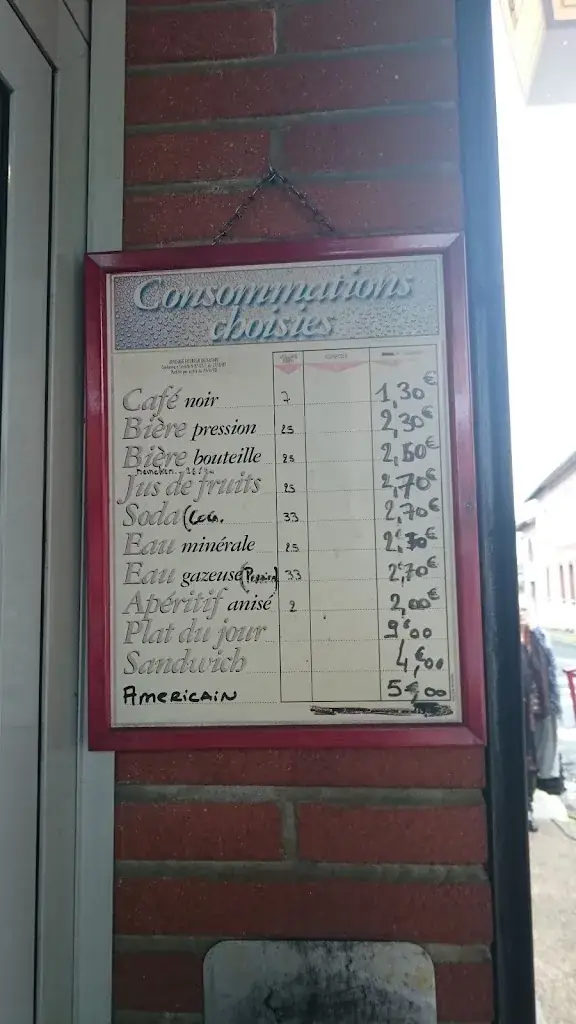 Consommations
choisies
Café noir 7 1,30€
Bière pression 25 2,30€
Bière bouteille 25 2,60€
Jus de fruits 25 2,70€
Soda (Coca. 33 2,70€
Eau minérale 25 2,30€
Eau gazeuse (Perrier) 33 2,70€
Apéritif anisé 2 2,00€
Plat du jour 9€00
Sandwich 4€00
AMERICAIN 5€00